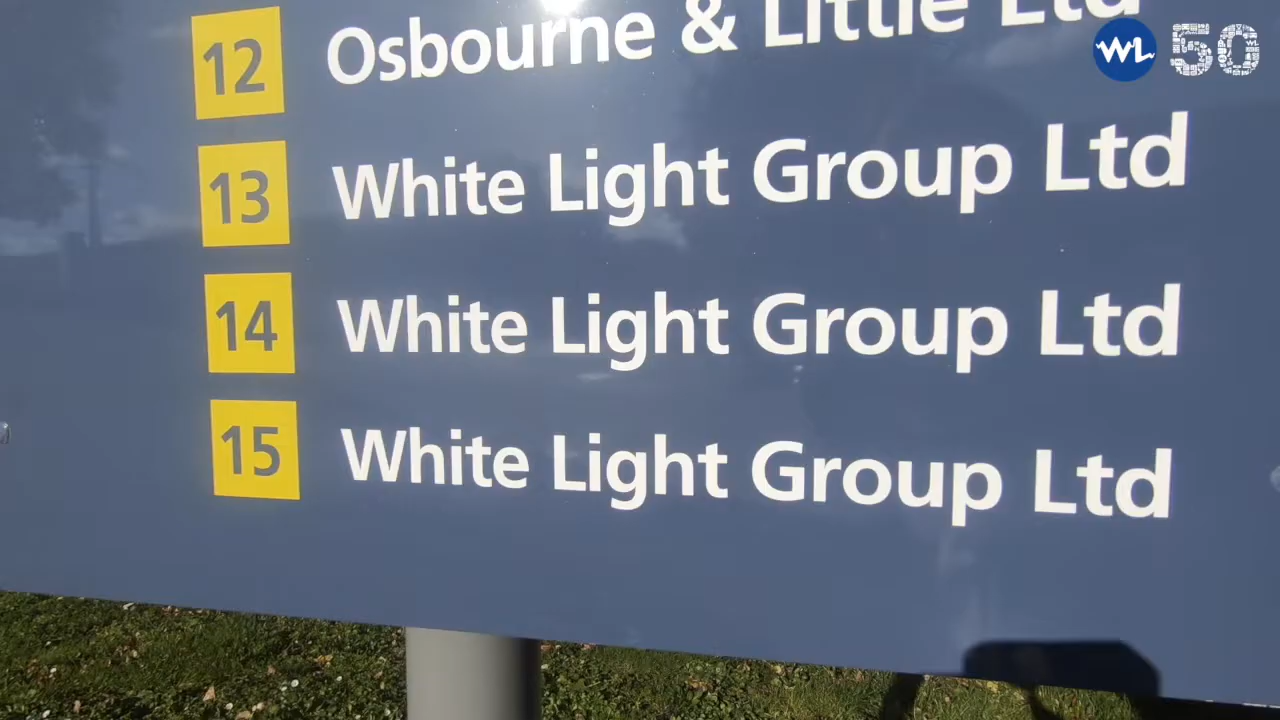 12 Osbourne & Little Ltd
13 White Light Group Ltd
14 White Light Group Ltd
15 White Light Group Ltd
WL 50